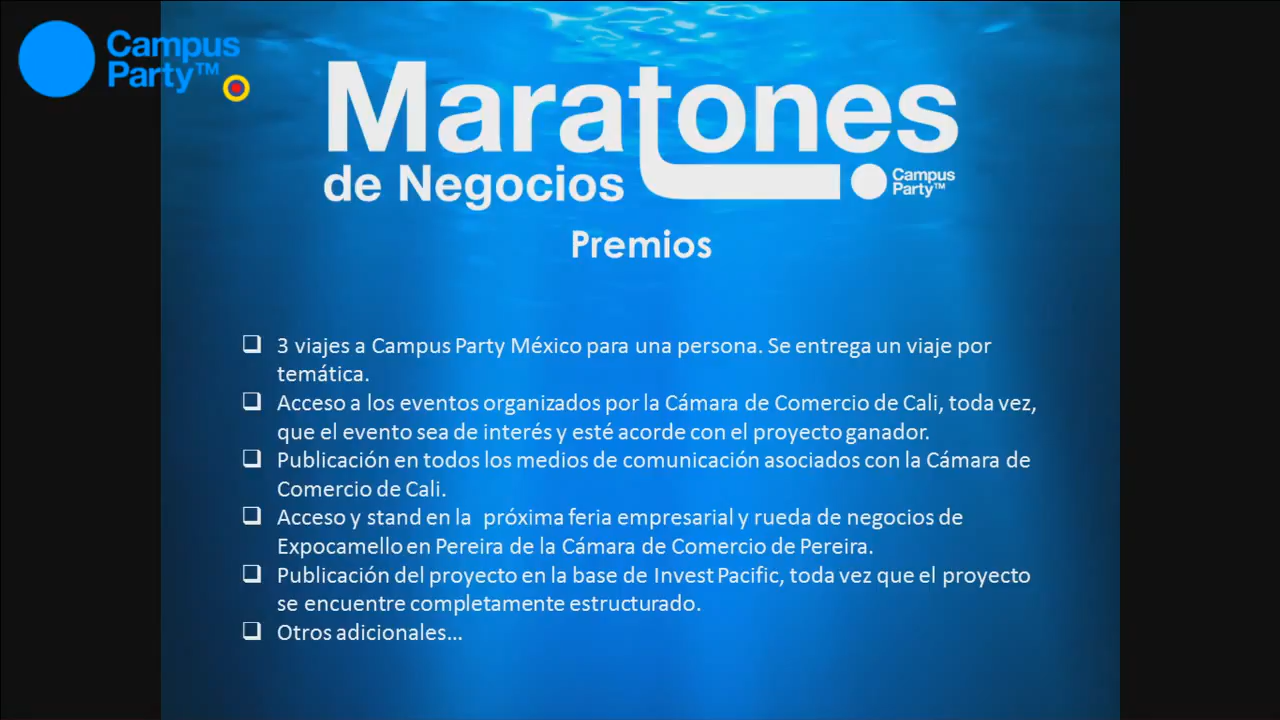 Campus
Party™
Maratones
de Negocios
Campus
Party™
Premios
❑ 3 viajes a Campus Party México para una persona. Se entrega un viaje por
temática.
❑ Acceso a los eventos organizados por la Cámara de Comercio de Cali, toda vez,
que el evento sea de interés y esté acorde con el proyecto ganador.
❑ Publicación en todos los medios de comunicación asociados con la Cámara de
Comercio de Cali.
❑ Acceso y stand en la próxima feria empresarial y rueda de negocios de
Expocamello en Pereira de la Cámara de Comercio de Pereira.
❑ Publicación del proyecto en la base de Invest Pacific, toda vez que el proyecto
se encuentre completamente estructurado.
❑ Otros adicionales...